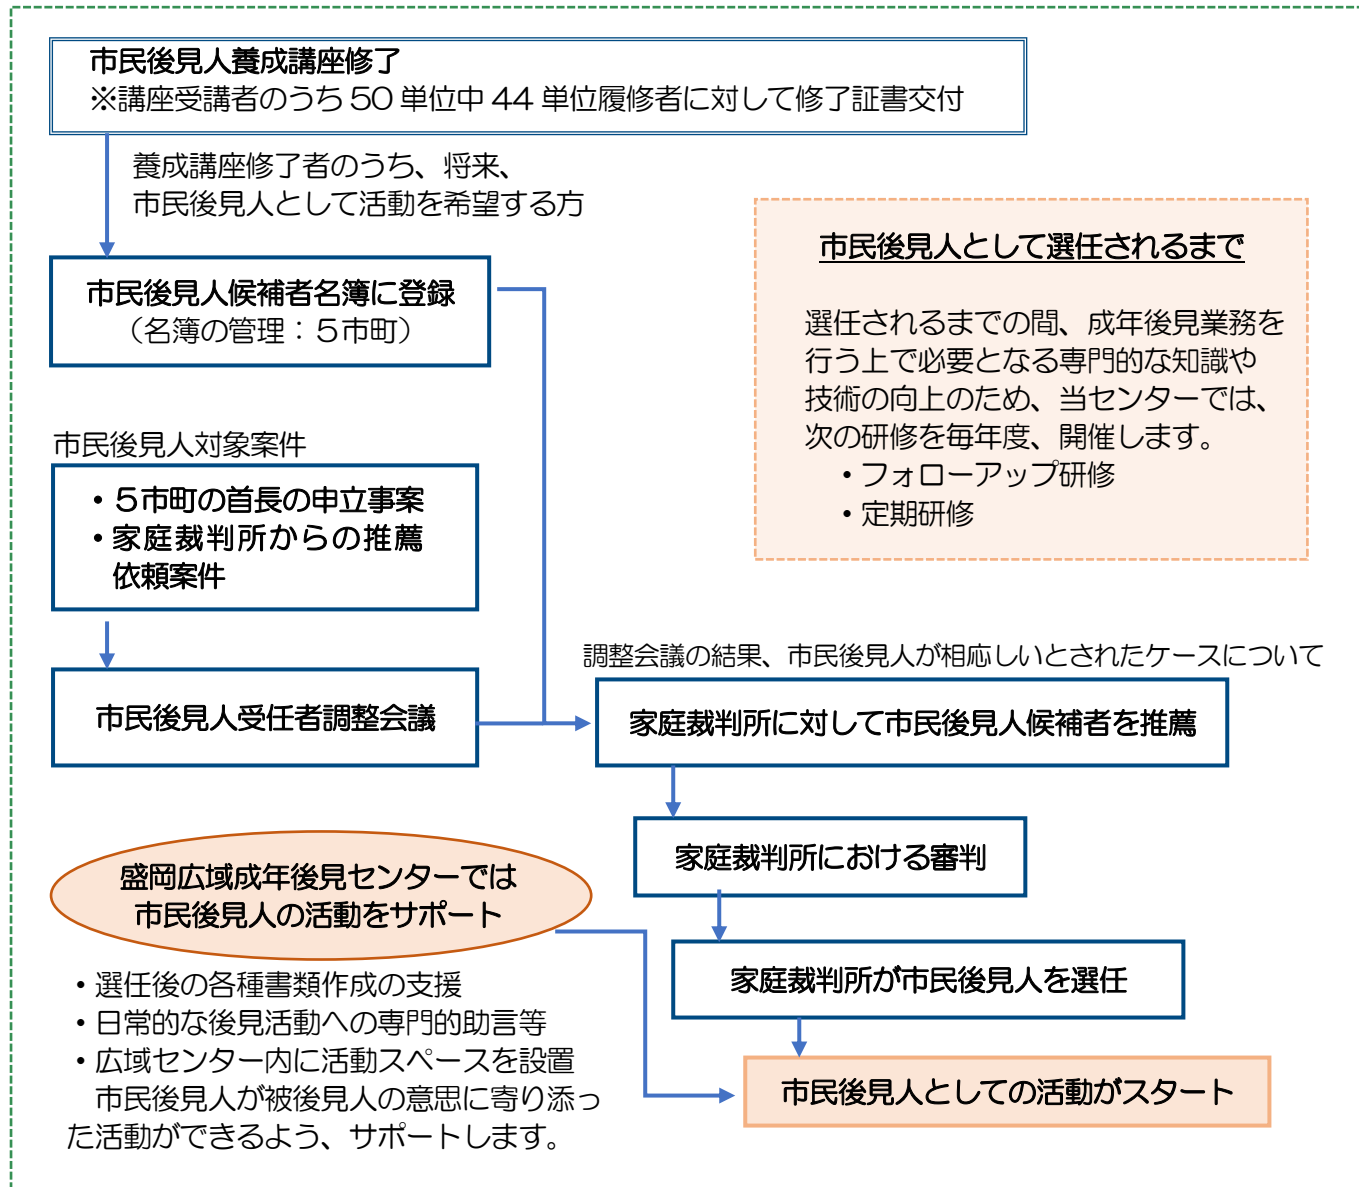 市民後見人養成講座修了
※講座受講者のうち 50 単位中 44 単位履修者に対して修了証書交付
養成講座修了者のうち、将来、
市民後見人として活動を希望する方
市民後見人候補者名簿に登録
（名簿の管理：５市町）
市民後見人として選任されるまで
選任されるまでの間、成年後見業務を
行う上で必要となる専門的な知識や
技術の向上のため、当センターでは、
次の研修を毎年度、開催します。
・フォローアップ研修
・定期研修
市民後見人対象案件
・５市町の首長の申立事案
・家庭裁判所からの推薦
依頼案件
市民後見人受任者調整会議
調整会議の結果、市民後見人が相応しいとされたケースについて
家庭裁判所に対して市民後見人候補者を推薦
家庭裁判所における審判
家庭裁判所が市民後見人を選任
市民後見人としての活動がスタート
盛岡広域成年後見センターでは
市民後見人の活動をサポート
・選任後の各種書類作成の支援
・日常的な後見活動への専門的助言等
・広域センター内に活動スペースを設置
市民後見人が被後見人の意思に寄り添っ
た活動ができるよう、サポートします。